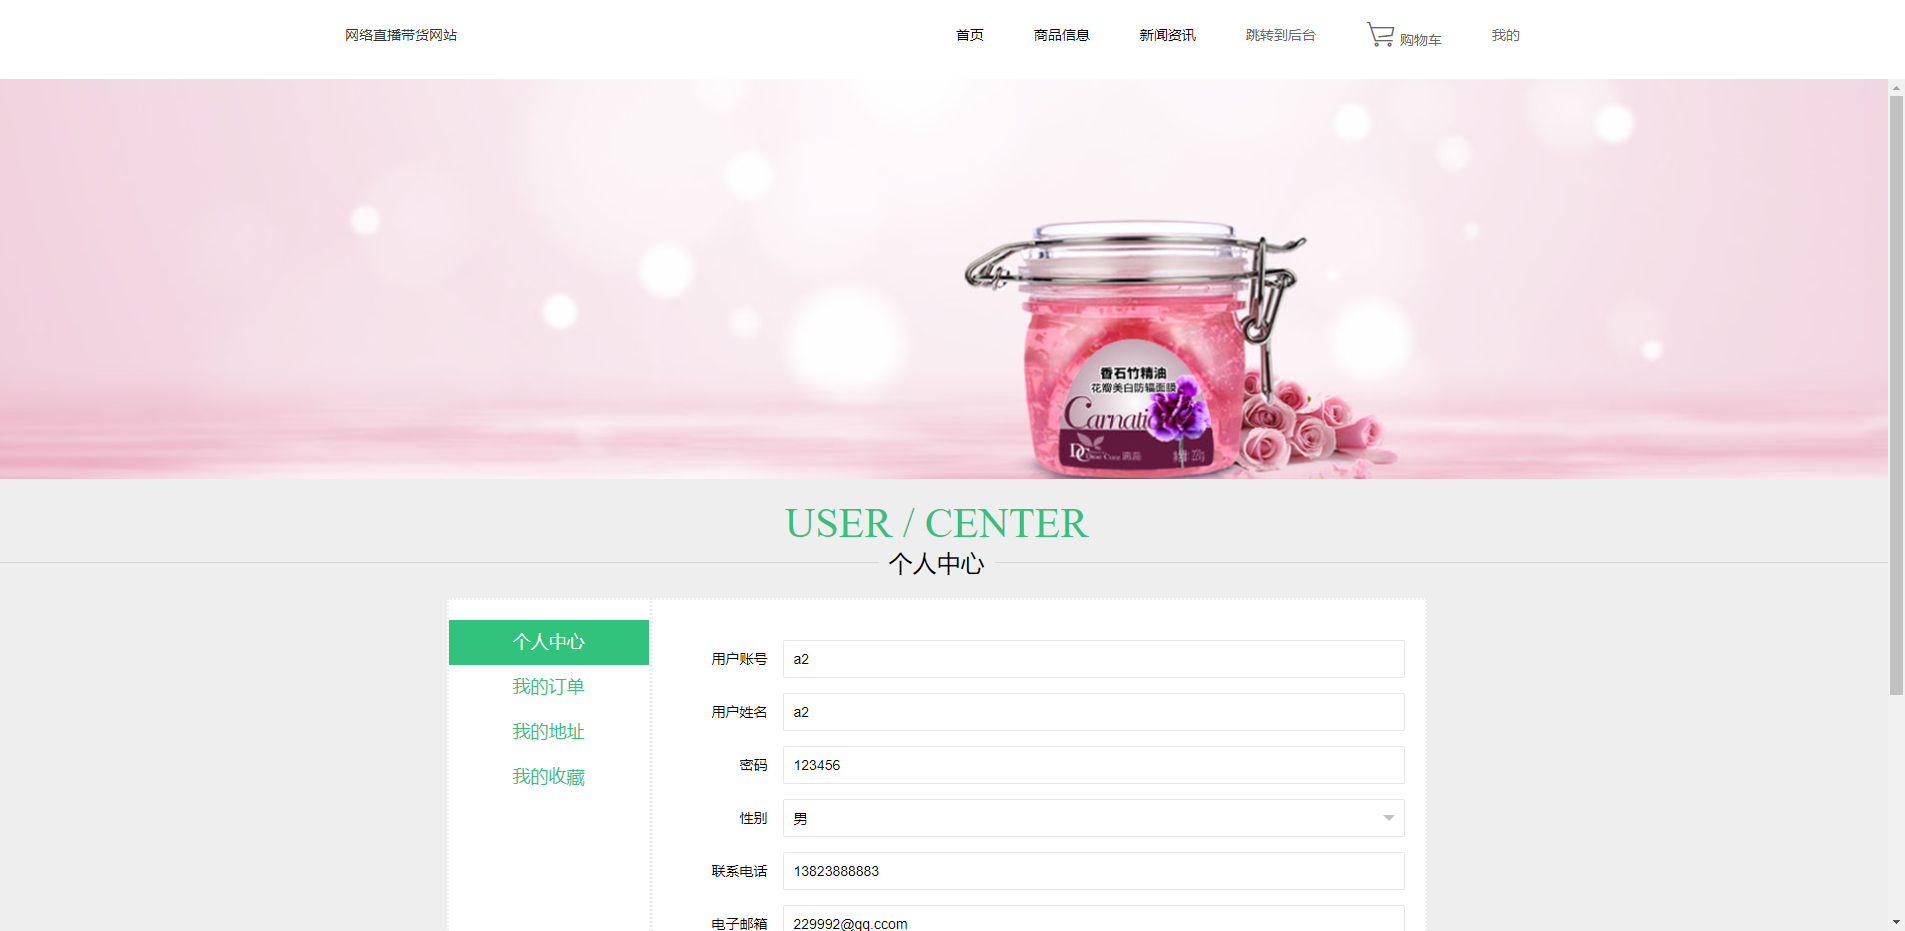 网络直播带货网站
首页 商品信息 新闻资讯 跳转到后台 购物车 我的
香石竹精油
花瓣美白防辐面膜
Carnatio
DC
220g
USER / CENTER
个人中心
个人中心
我的订单
我的地址
我的收藏
用户账号 a2
用户姓名 a2
密码 123456
性别 男
联系电话 13823888883
电子邮箱 229992@qq.ccom